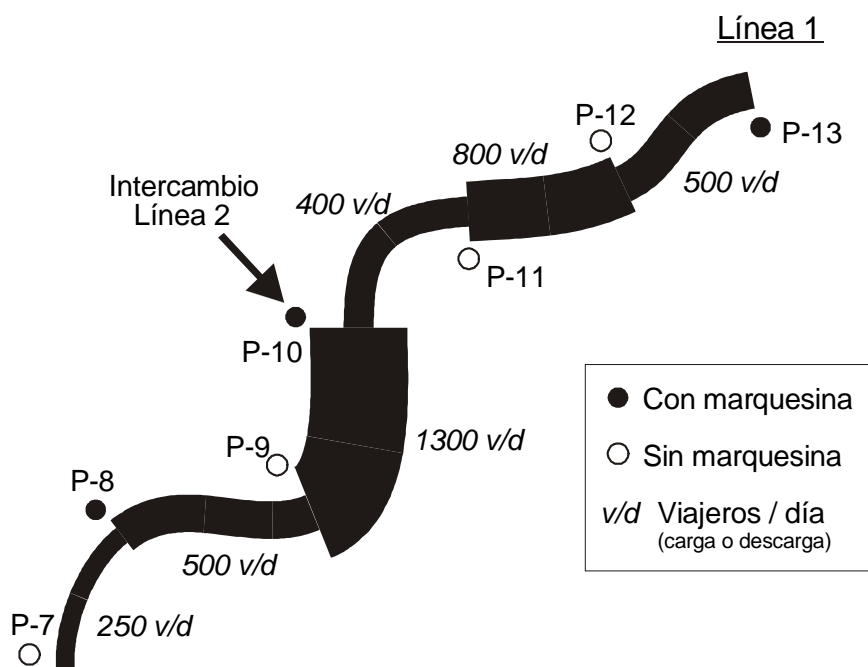 Línea 1
P-12
P-13
800 v/d
500 v/d
Intercambio
Línea 2
400 v/d
P-11
P-10
Con marquesina
1300 v/d
P-9
Sin marquesina
P-8
v/d Viajeros / día
(carga o descarga)
500 v/d
P-7
250 v/d